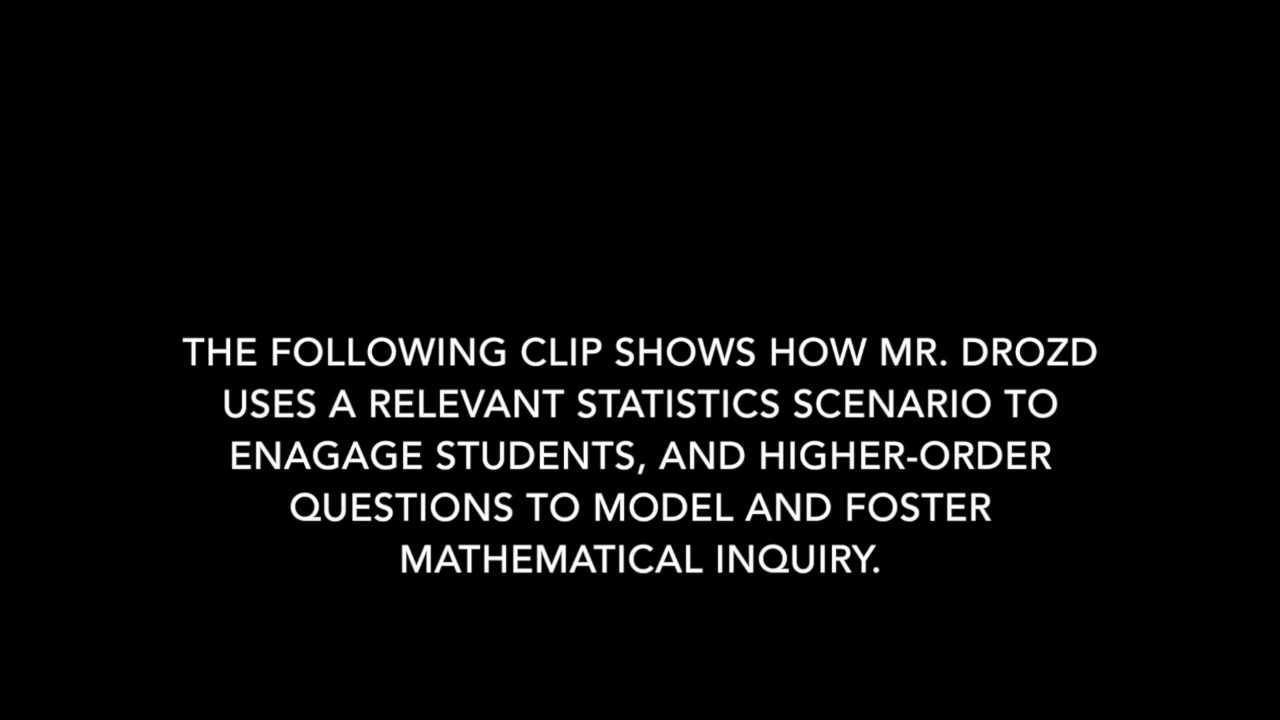 THE FOLLOWING CLIP SHOWS HOW MR. DROZD
USES A RELEVANT STATISTICS SCENARIO TO
ENAGAGE STUDENTS, AND HIGHER-ORDER
QUESTIONS TO MODEL AND FOSTER
MATHEMATICAL INQUIRY.